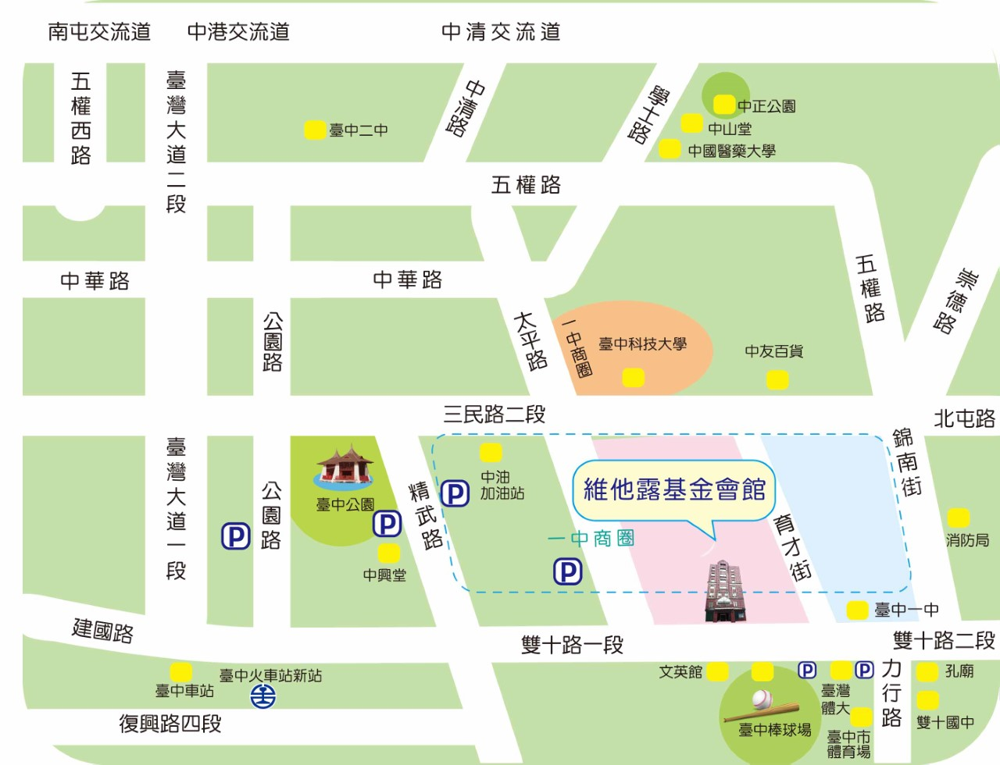 南屯交流道
中港交流道
中清交流道
五權西路
臺灣大道二段
中清路
學士路
中正公園
中山堂
中國醫藥大學
臺中二中
五權路
中華路
中華路
五權路
崇德路
公園路
太平路
一中商圈
臺中科技大學
中友百貨
三民路二段
北屯路
臺灣大道一段
公園路
臺中公園
P
P
中興堂
精武路
P
中油
加油站
維他露基金會館
一中商圈
P
育才街
錦南街
消防局
臺中一中
建國路
雙十路一段
雙十路二段
臺中車站
臺中火車站新站
復興路四段
文英館
臺中棒球場
P
臺灣
體大
P
臺中市
體育場
力行路
孔廟
雙十國中